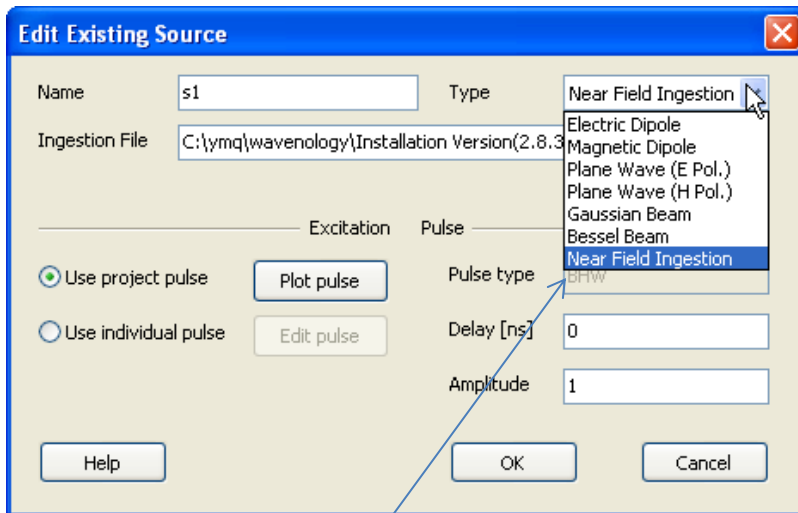 Edit Existing Source
Name s1 Type Near Field Ingestion
Ingestion File C:\ymq\wavenology\Installation Version(2.8.3
Electric Dipole
Magnetic Dipole
Plane Wave (E Pol.)
Plane Wave (H Pol.)
Gaussian Beam
Bessel Beam
Near Field Ingestion
Excitation Pulse
Use project pulse Plot pulse Pulse type BHW
Use individual pulse Edit pulse Delay [ns] 0
Amplitude 1
Help OK Cancel